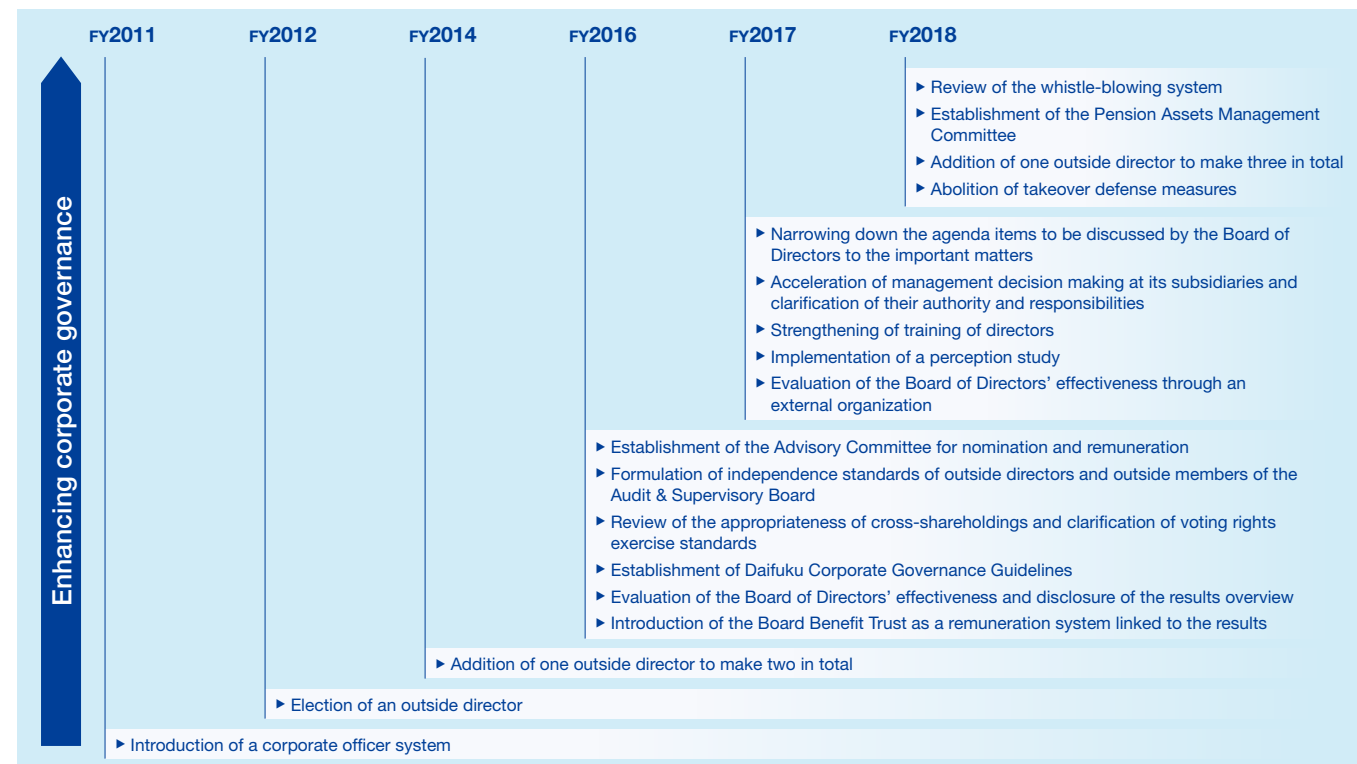 FY2011 FY2012 FY2014 FY2016 FY2017 FY2018
Enhancing corporate governance
▶ Review of the whistle-blowing system
▶ Establishment of the Pension Assets Management
Committee
▶ Addition of one outside director to make three in total
▶ Abolition of takeover defense measures
▶ Narrowing down the agenda items to be discussed by the Board of
Directors to the important matters
▶ Acceleration of management decision making at its subsidiaries and
clarification of their authority and responsibilities
▶ Strengthening of training of directors
▶ Implementation of a perception study
▶ Evaluation of the Board of Directors’ effectiveness through an
external organization
▶ Establishment of the Advisory Committee for nomination and remuneration
▶ Formulation of independence standards of outside directors and outside members of the
Audit & Supervisory Board
▶ Review of the appropriateness of cross-shareholdings and clarification of voting rights
exercise standards
▶ Establishment of Daifuku Corporate Governance Guidelines
▶ Evaluation of the Board of Directors’ effectiveness and disclosure of the results overview
▶ Introduction of the Board Benefit Trust as a remuneration system linked to the results
▶ Addition of one outside director to make two in total
▶ Election of an outside director
▶ Introduction of a corporate officer system